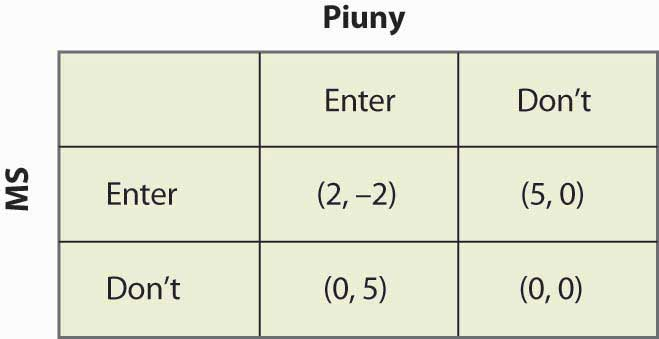 Piuny
Enter Don't
MS
Enter (2, –2) (5, 0)
Don't (0, 5) (0, 0)